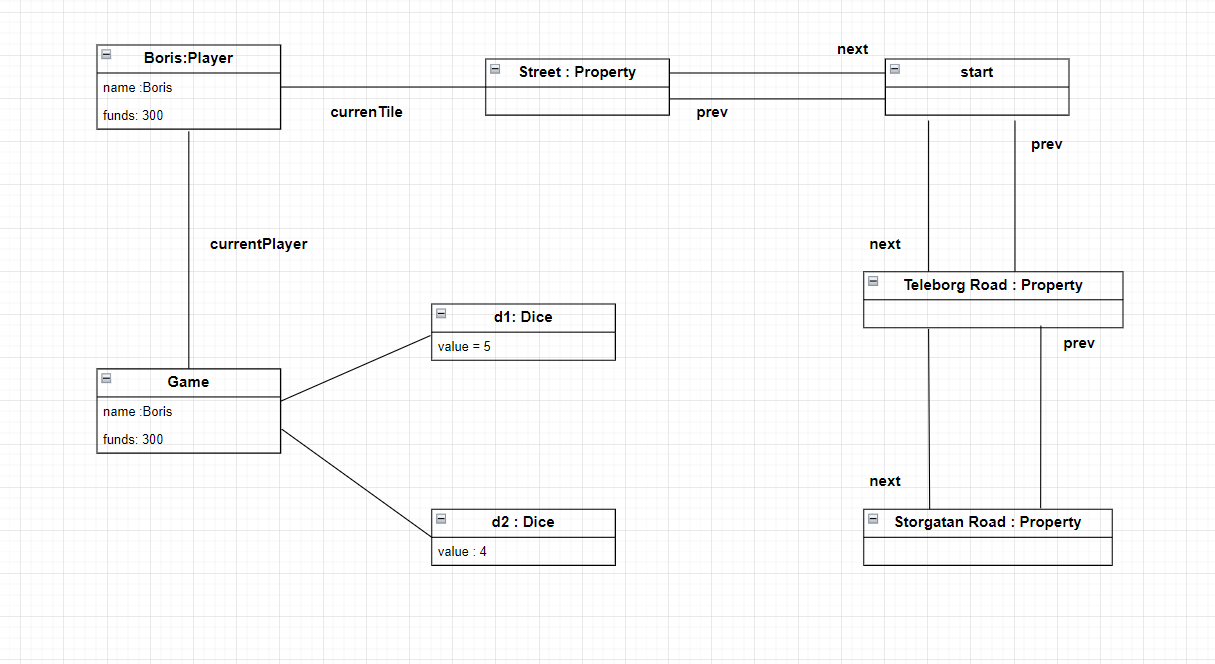 Boris:Player
name :Boris
funds: 300
currenTile
Street : Property
next
prev
start
prev
next
Teleborg Road : Property
prev
next
Storgatan Road : Property
currentPlayer
Game
name :Boris
funds: 300
d1: Dice
value = 5
d2 : Dice
value : 4